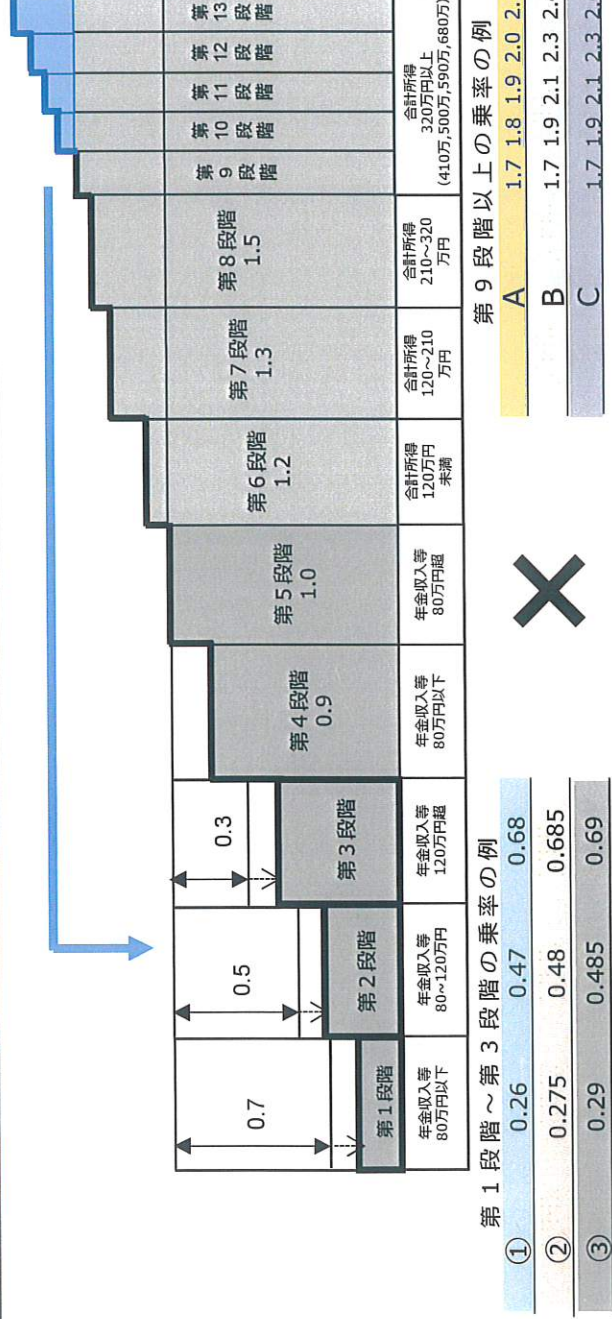 第13段階
第12段階
第11段階
第10段階
第9段階
第8段階
1.5
第7段階
1.3
第6段階
1.2
第5段階
1.0
第4段階
0.9
0.3
第3段階
0.5
第2段階
0.7
第1段階
年金収入等
80万円以下
年金収入等
80~120万円
年金収入等
120万円超
年金収入等
80万円以下
年金収入等
80万円超
合計所得
120万円
未満
合計所得
120~210
万円
合計所得
210~320
万円
合計所得
320万円以上
(410万,500万,590万,680万)
第1段階~第3段階の乗率の例
① 0.26 0.47 0.68
② 0.275 0.48 0.685
③ 0.29 0.485 0.69
×
第9段階以上の乗率の例
A 1.7 1.8 1.9 2.0 2.
B 1.7 1.9 2.1 2.3 2.
C 1.7 1.9 2.1 2.3 2.